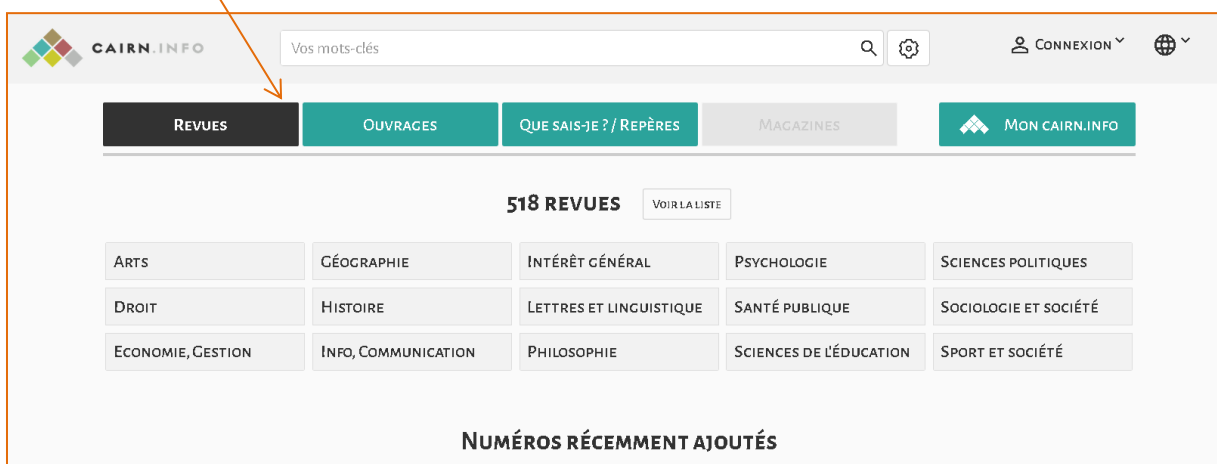 CAIRN.INFO
Vos mots-clés
CONNEXION
REVUES OUVRAGES QUE SAIS-JE ? / REPÈRES MAGAZINES MON CAIRN.INFO
518 REVUES VOIR LA LISTE
ARTS GÉOGRAPHIE INTÉRÊT GÉNÉRAL PSYCHOLOGIE SCIENCES POLITIQUES
DROIT HISTOIRE LETTRES ET LINGUISTIQUE SANTÉ PUBLIQUE SOCIOLOGIE ET SOCIÉTÉ
ECONOMIE, GESTION INFO, COMMUNICATION PHILOSOPHIE SCIENCES DE L'ÉDUCATION SPORT ET SOCIÉTÉ
NUMÉROS RÉCEMMENT AJOUTÉS